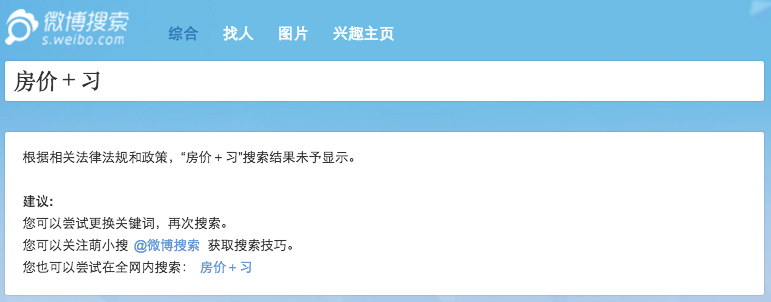 微博搜索
s.weibo.com
综合 找人 图片 兴趣主页
房价＋习
根据相关法律法规和政策，“房价＋习”搜索结果未予显示。
建议:
您可以尝试更换关键词，再次搜索。
您可以关注萌小搜 @微博搜索 获取搜索技巧。
您也可以尝试在全网内搜索： 房价＋习